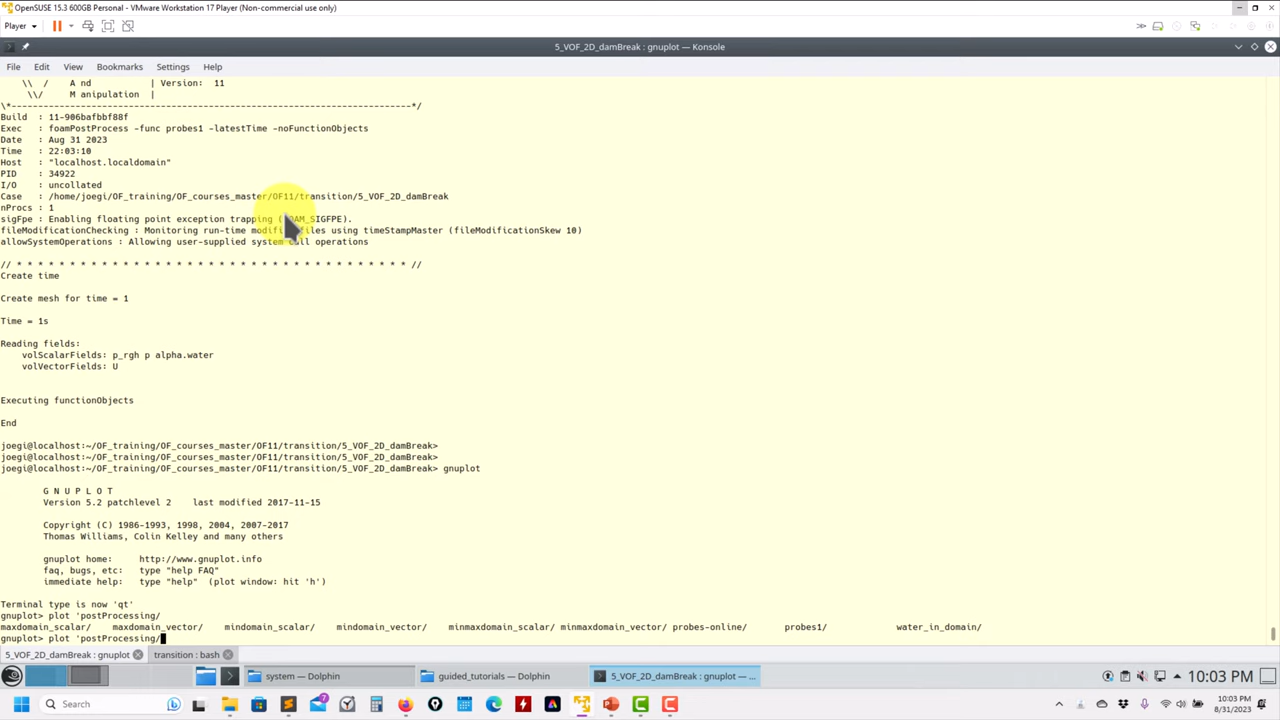 OpenSUSE 15.3 600GB Personal - VMware Workstation 17 Player (Non-commercial use only)
Player
5_VOF_2D_damBreak : gnuplot — Konsole
File Edit View Bookmarks Settings Help
\\ / A nd | Version: 11
\\/ M anipulation |
\*---------------------------------------------------------------------------*/
Build : 11-906bafbbf88f
Exec : foamPostProcess -func probes1 -latestTime -noFunctionObjects
Date : Aug 31 2023
Time : 22:03:10
Host : "localhost.localdomain"
PID : 34922
I/O : uncollated
Case : /home/joegi/OF_training/OF_courses_master/OF11/transition/5_VOF_2D_damBreak
nProcs : 1
sigFpe : Enabling floating point exception trapping ( AM_SIGFPE).
fileModificationChecking : Monitoring run-time files using timeStampMaster (fileModificationSkew 10)
allowSystemOperations : Allowing user-supplied system call operations
// * * * * * * * * * * * * * * * * * * * * * * * * * * * * * * * * * * * * * //
Create time
Create mesh for time = 1
Time = 1s
Reading fields:
volScalarFields: p_rgh p alpha.water
volVectorFields: U
Executing functionObjects
End
joegi@localhost:~/OF_training/OF_courses_master/OF11/transition/5_VOF_2D_damBreak>
joegi@localhost:~/OF_training/OF_courses_master/OF11/transition/5_VOF_2D_damBreak>
joegi@localhost:~/OF_training/OF_courses_master/OF11/transition/5_VOF_2D_damBreak> gnuplot
G N U P L O T
Version 5.2 patchlevel 2 last modified 2017-11-15
Copyright (C) 1986-1993, 1998, 2004, 2007-2017
Thomas Williams, Colin Kelley and many others
gnuplot home: http://www.gnuplot.info
faq, bugs, etc: type "help FAQ"
immediate help: type "help" (plot window: hit 'h')
Terminal type is now 'qt'
gnuplot> plot 'postProcessing/
maxdomain_scalar/ maxdomain_vector/ mindomain_scalar/ mindomain_vector/ minmaxdomain_scalar/ minmaxdomain_vector/ probes-online/ probes1/ water_in_domain/
gnuplot> plot 'postProcessing/
5_VOF_2D_damBreak : gnuplot transition : bash
system — Dolphin guided_tutorials — Dolphin 5_VOF_2D_damBreak : gnuplot — ... 10:03 PM
Search 7 10:03 PM
8/31/2023